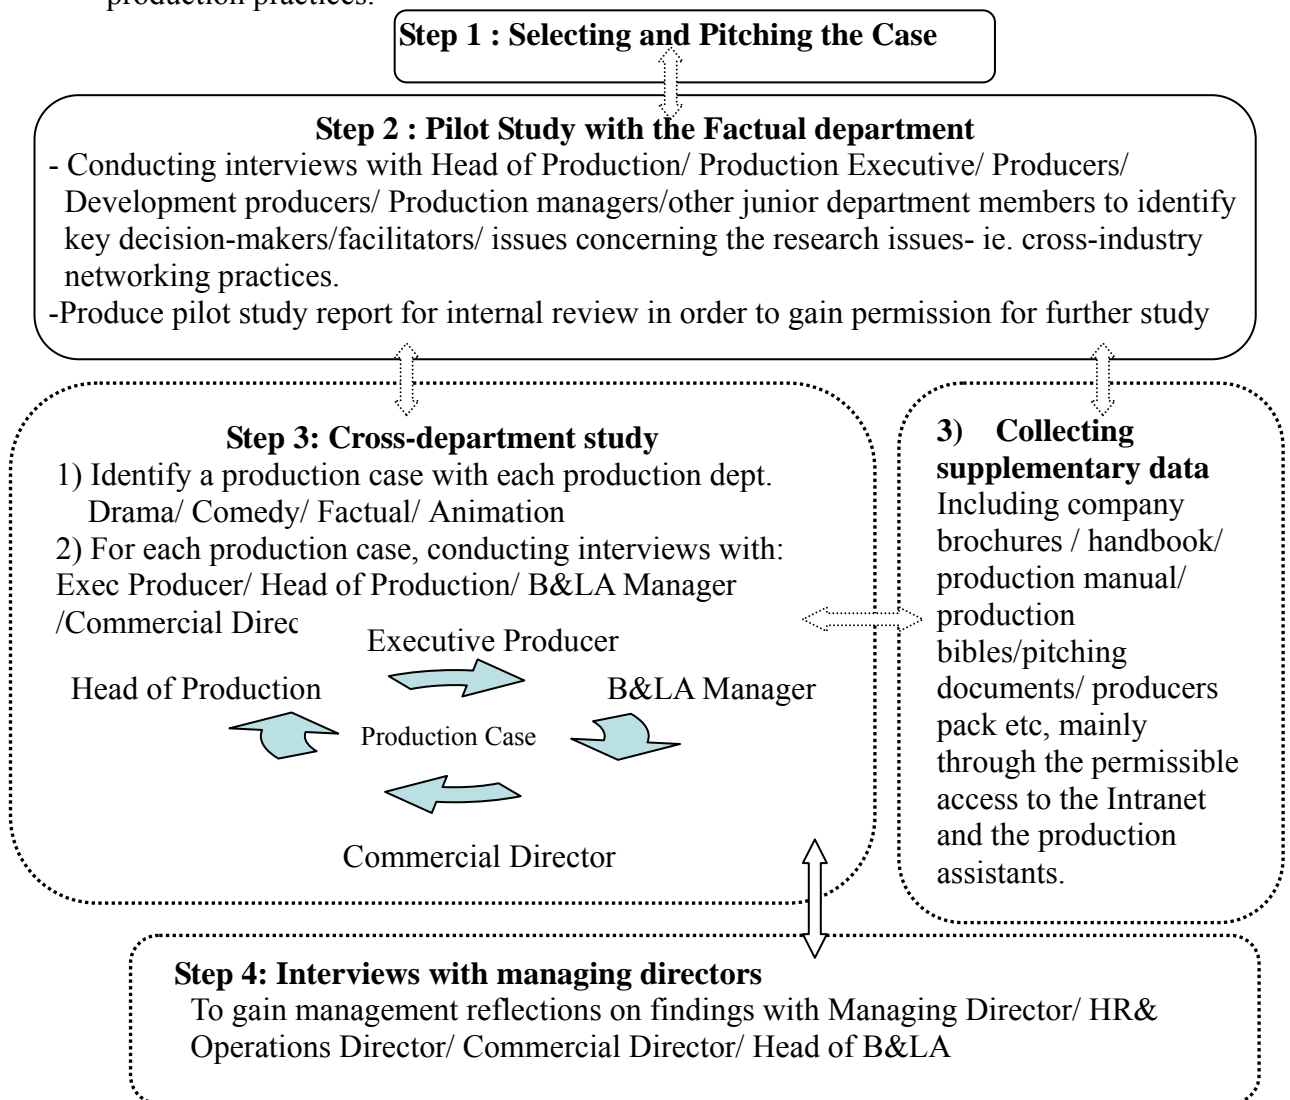 production practices.
Step 1 : Selecting and Pitching the Case
Step 2 : Pilot Study with the Factual department
- Conducting interviews with Head of Production/ Production Executive/ Producers/
Development producers/ Production managers/other junior department members to identify
key decision-makers/facilitators/ issues concerning the research issues- ie. cross-industry
networking practices.
-Produce pilot study report for internal review in order to gain permission for further study
Step 3: Cross-department study
1) Identify a production case with each production dept.
Drama/ Comedy/ Factual/ Animation
2) For each production case, conducting interviews with:
Exec Producer/ Head of Production/ B&LA Manager
/Commercial Direc
Executive Producer
Head of Production
B&LA Manager
Production Case
Commercial Director
3) Collecting
supplementary data
Including company
brochures / handbook/
production manual/
production
bibles/pitching
documents/ producers
pack etc, mainly
through the permissible
access to the Intranet
and the production
assistants.
Step 4: Interviews with managing directors
To gain management reflections on findings with Managing Director/ HR&
Operations Director/ Commercial Director/ Head of B&LA